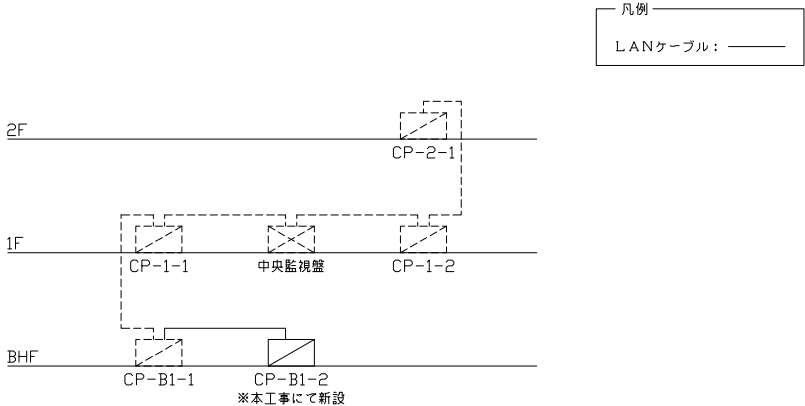 凡例
LANケーブル:
2F
CP-2-1
1F
CP-1-1
中央監視盤
CP-1-2
BHF
CP-B1-1
CP-B1-2
※本工事にて新設